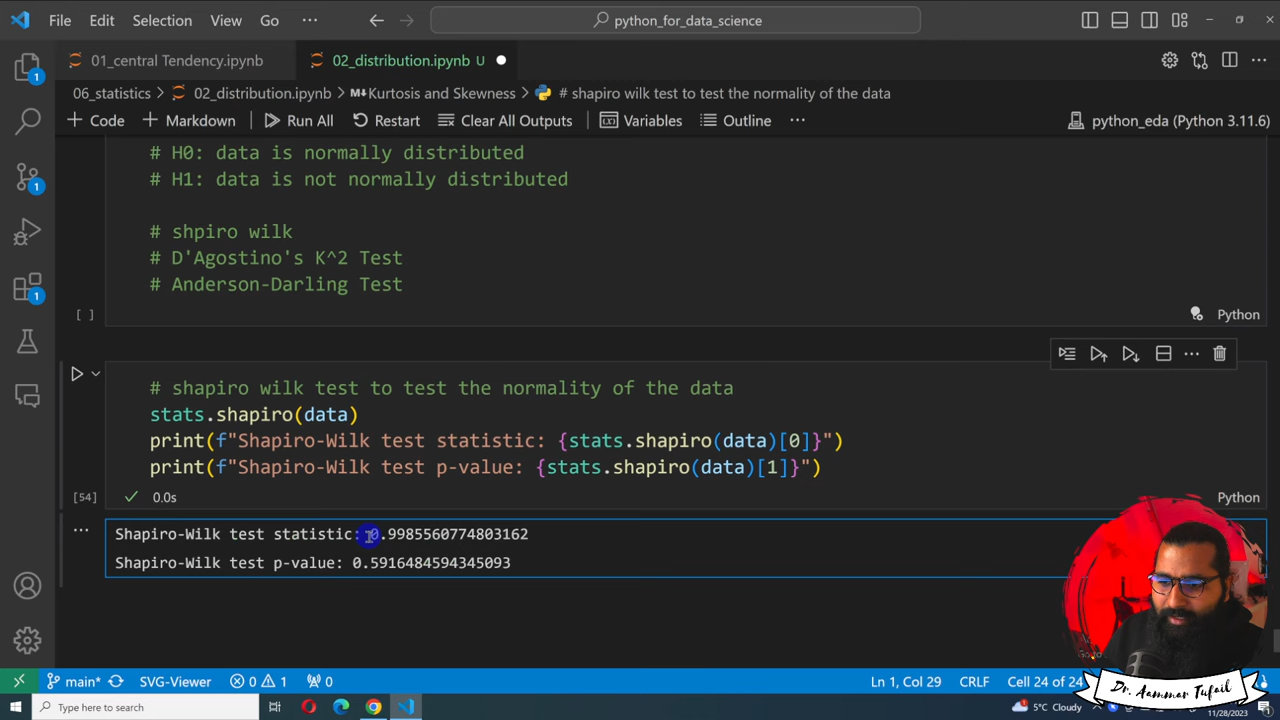 File Edit Selection View Go ··· python_for_data_science
01_central Tendency.ipynb 02_distribution.ipynb U
06_statistics > 02_distribution.ipynb > M↓Kurtosis and Skewness > # shapiro wilk test to test the normality of the data
+ Code + Markdown Run All Restart Clear All Outputs Variables Outline ··· python_eda (Python 3.11.6)
# H0: data is normally distributed
# H1: data is not normally distributed
# shpiro wilk
# D'Agostino's K^2 Test
# Anderson-Darling Test
[ ] Python
# shapiro wilk test to test the normality of the data
stats.shapiro(data)
print(f"Shapiro-Wilk test statistic: {stats.shapiro(data)[0]}")
print(f"Shapiro-Wilk test p-value: {stats.shapiro(data)[1]}")
[54] 0.0s Python
Shapiro-Wilk test statistic: 0.9985560774803162
Shapiro-Wilk test p-value: 0.5916484594345093
1
1
1
main* SVG-Viewer 0 1 0 Ln 1, Col 29 CRLF Cell 24 of 24
Dr. Aammar Tufail
Type here to search 5°C Cloudy 11/28/2023